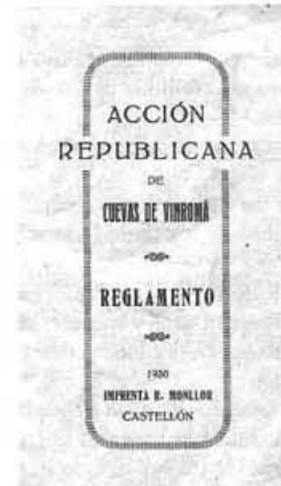 ACCIÓN
REPUBLICANA
DE
CUEVAS DE VINROMÁ
REGLAMENTO
1930
IMPRENTA R. MONLLOR
CASTELLÓN